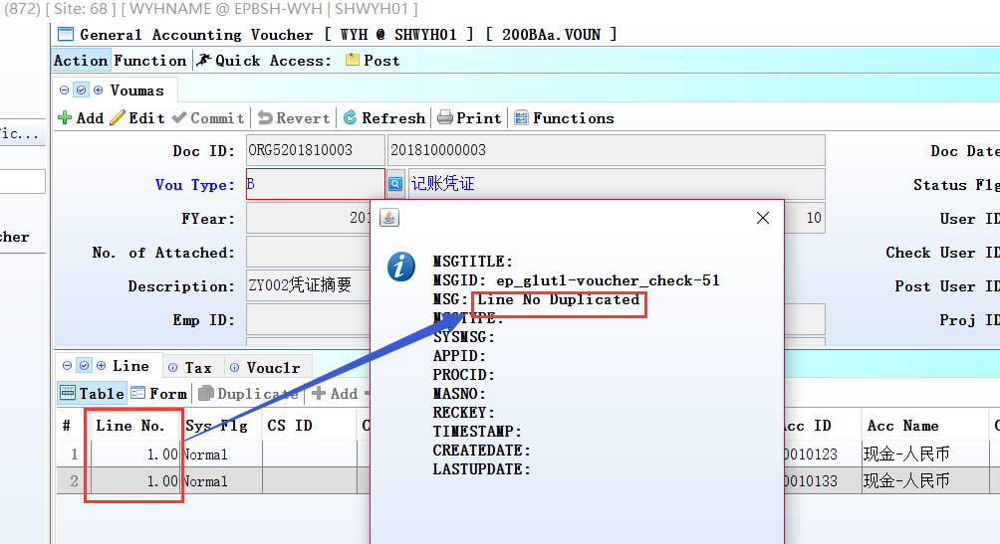 (872) [ Site: 68 ] [ WYHNAME @ EPBSH-WYH | SHWYH01 ]
General Accounting Voucher [ WYH @ SHWYH01 ] [ 200BAa.VOUN ]
Action Function Quick Access: Post
Voumas
Add Edit Commit Revert Refresh Print Functions
ic...
Doc ID: ORG5201810003 201810000003 Doc Date
Vou Type: B 记账凭证 Status Flg
FYear: 201 10 User ID
cher
No. of Attached: Check User ID
Description: ZY002凭证摘要 Post User ID
Emp ID: Proj ID
MSGTITLE:
MSGID: ep_glutl-voucher_check-51
MSG: Line No Duplicated
MSGTYPE:
SYSMSG:
APPID:
PROCID:
MASNO:
RECKEY:
TIMESTAMP:
CREATEDATE:
LASTUPDATE:
Line Tax Vouclr
Table Form Duplicate Add
# Line No. Sys Flg CS ID C Acc ID Acc Name
1 1.00 Normal 0010123 现金-人民币
2 1.00 Normal 0010133 现金-人民币